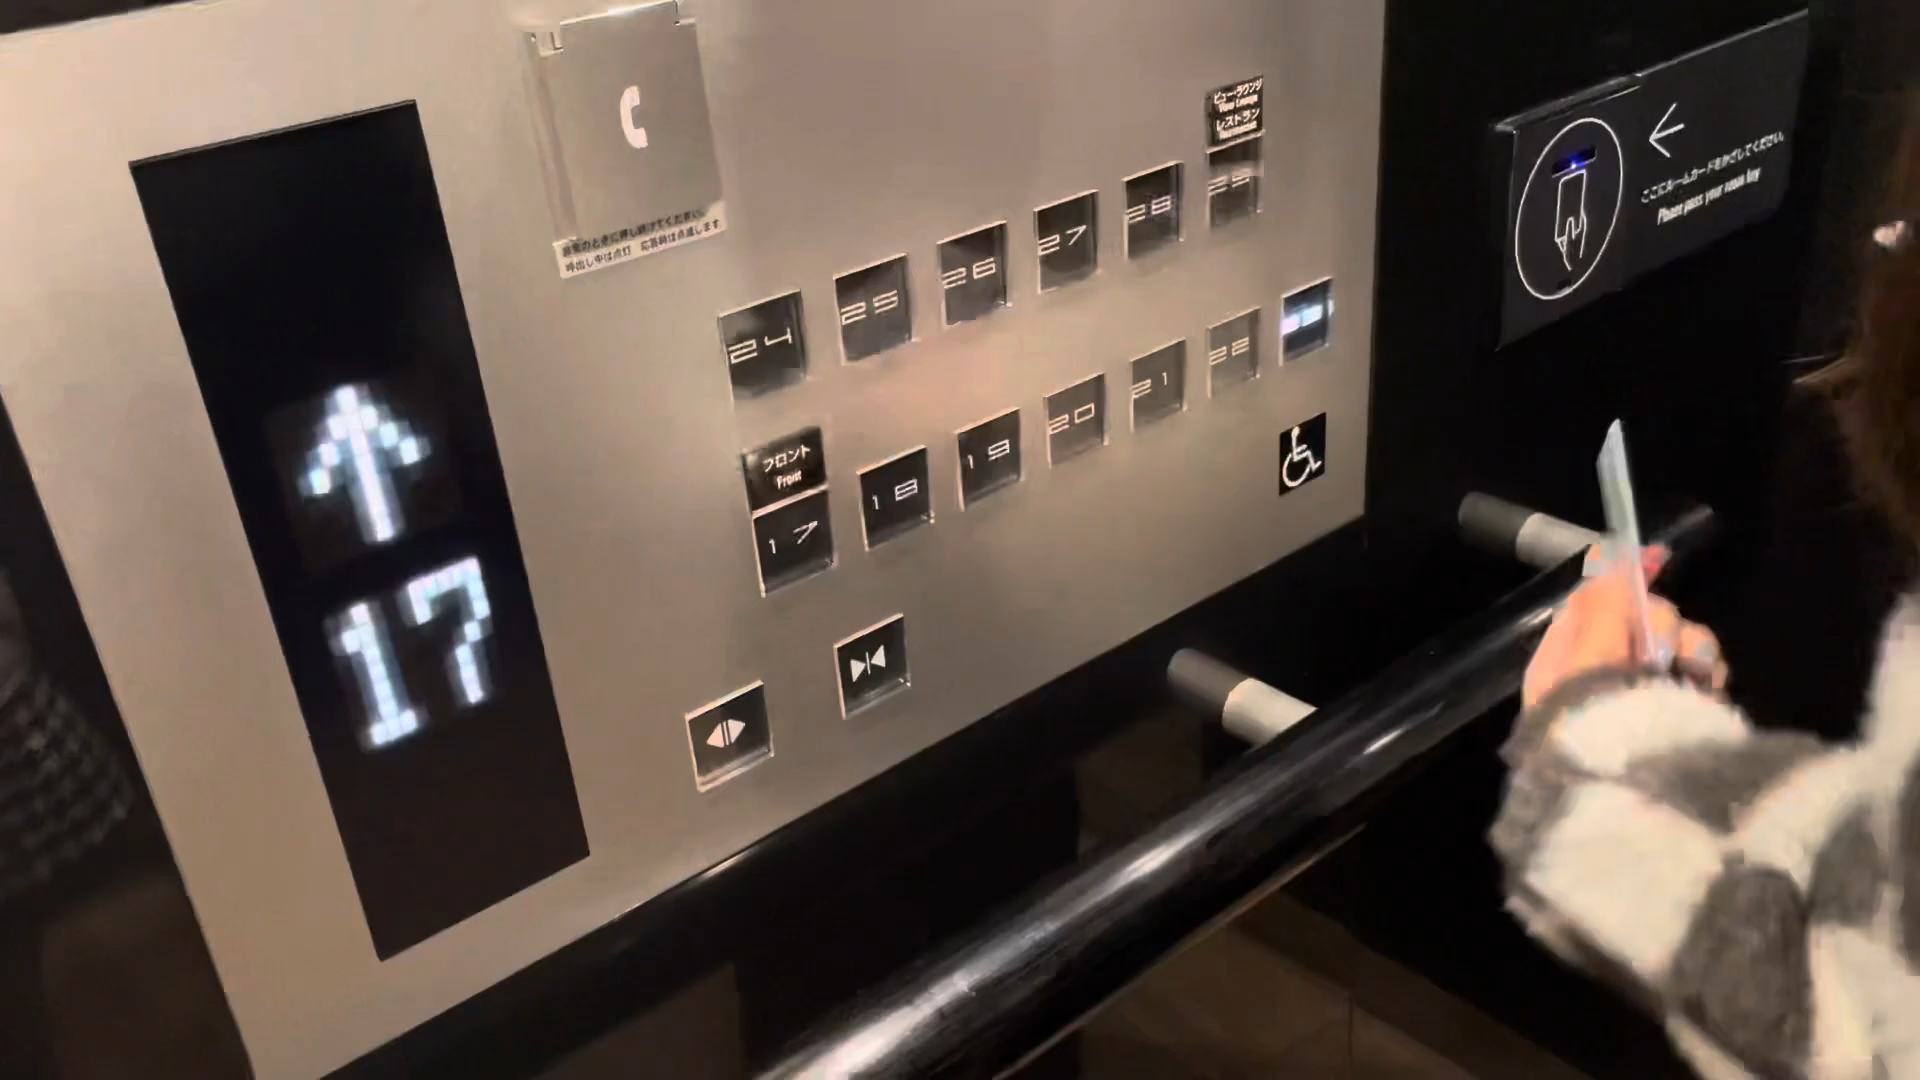 17
非常のときに押し続けてください。
呼出し中は点灯 応答時は点滅します
ビュー・ラウンジ
View Lounge
レストラン
Restaurant
24
25
26
27
28
29
フロント
Front
17
18
19
20
21
22
ここにルームカードをかざしてください。
Please pass your room key